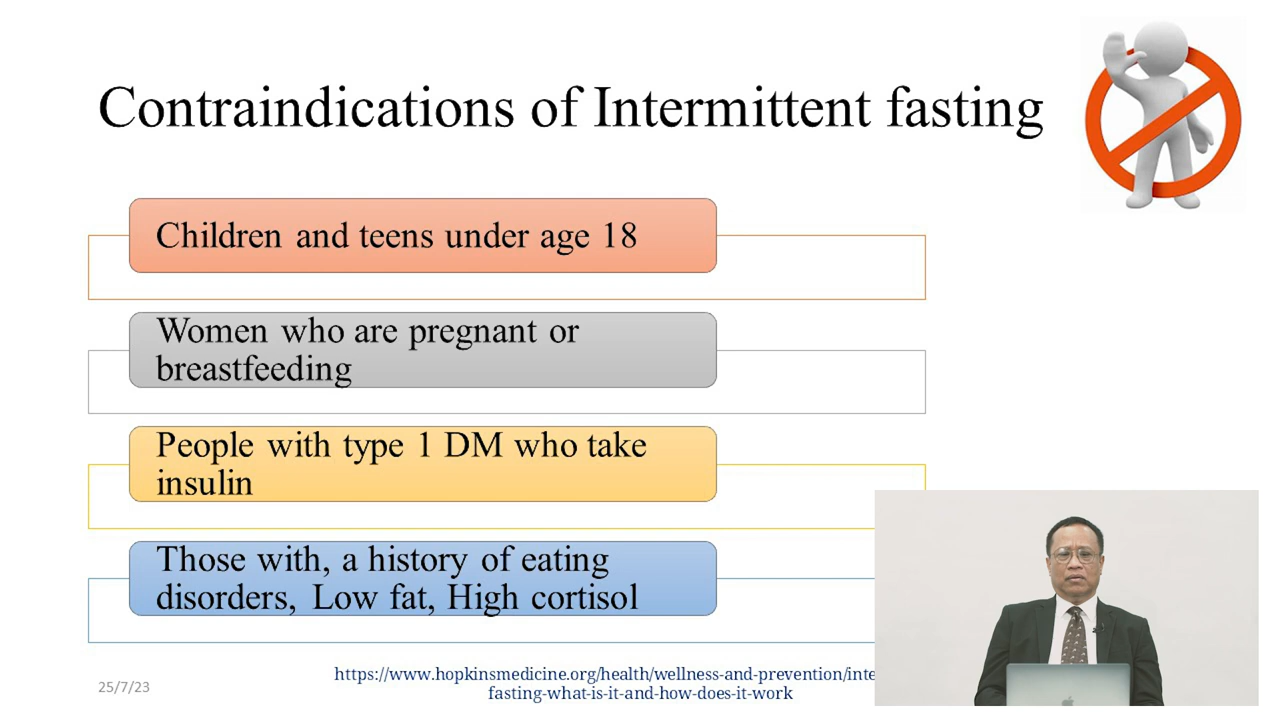 Contraindications of Intermittent fasting
Children and teens under age 18
Women who are pregnant or
breastfeeding
People with type 1 DM who take
insulin
Those with, a history of eating
disorders, Low fat, High cortisol
25/7/23
https://www.hopkinsmedicine.org/health/wellness-and-prevention/inte
fasting-what-is-it-and-how-does-it-work